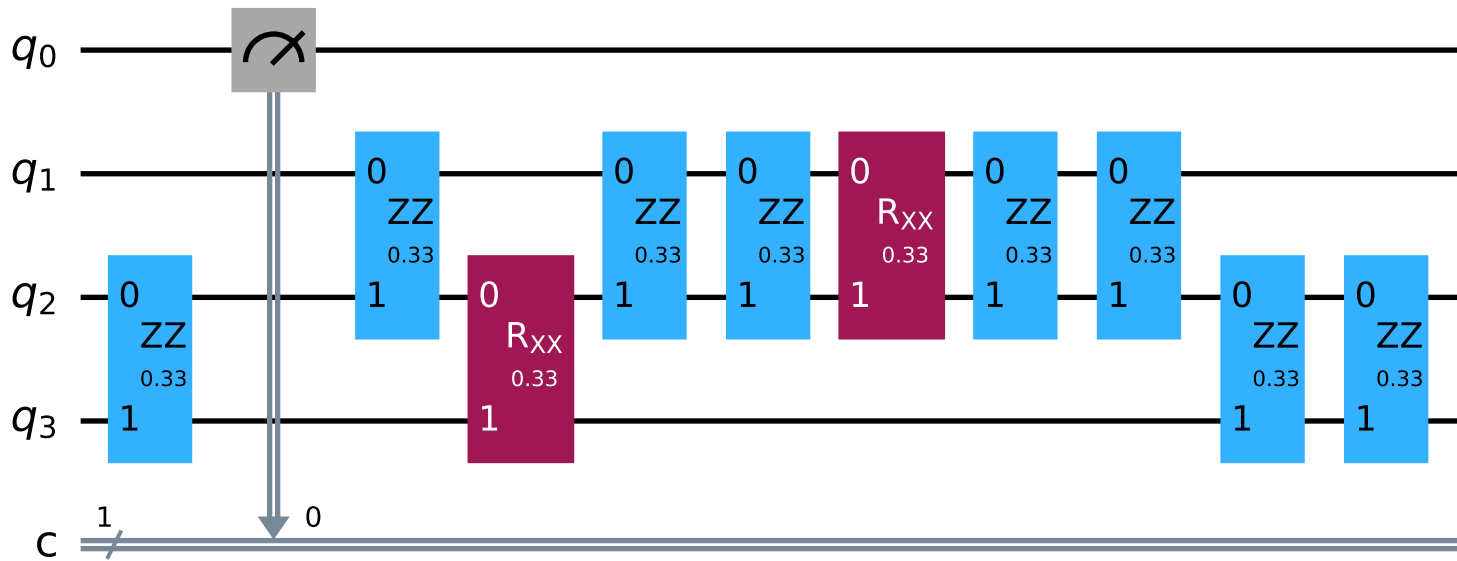 q0
0 0 0 0 0 0
q1
ZZ ZZ ZZ RXX ZZ ZZ
0.33 0.33 0.33 0.33 0.33 0.33
q2 0 1 0 1 1 1 1 1 0 0
ZZ RXX ZZ ZZ
0.33 0.33 0.33 0.33
q3 1 1 1 1
1 0
c